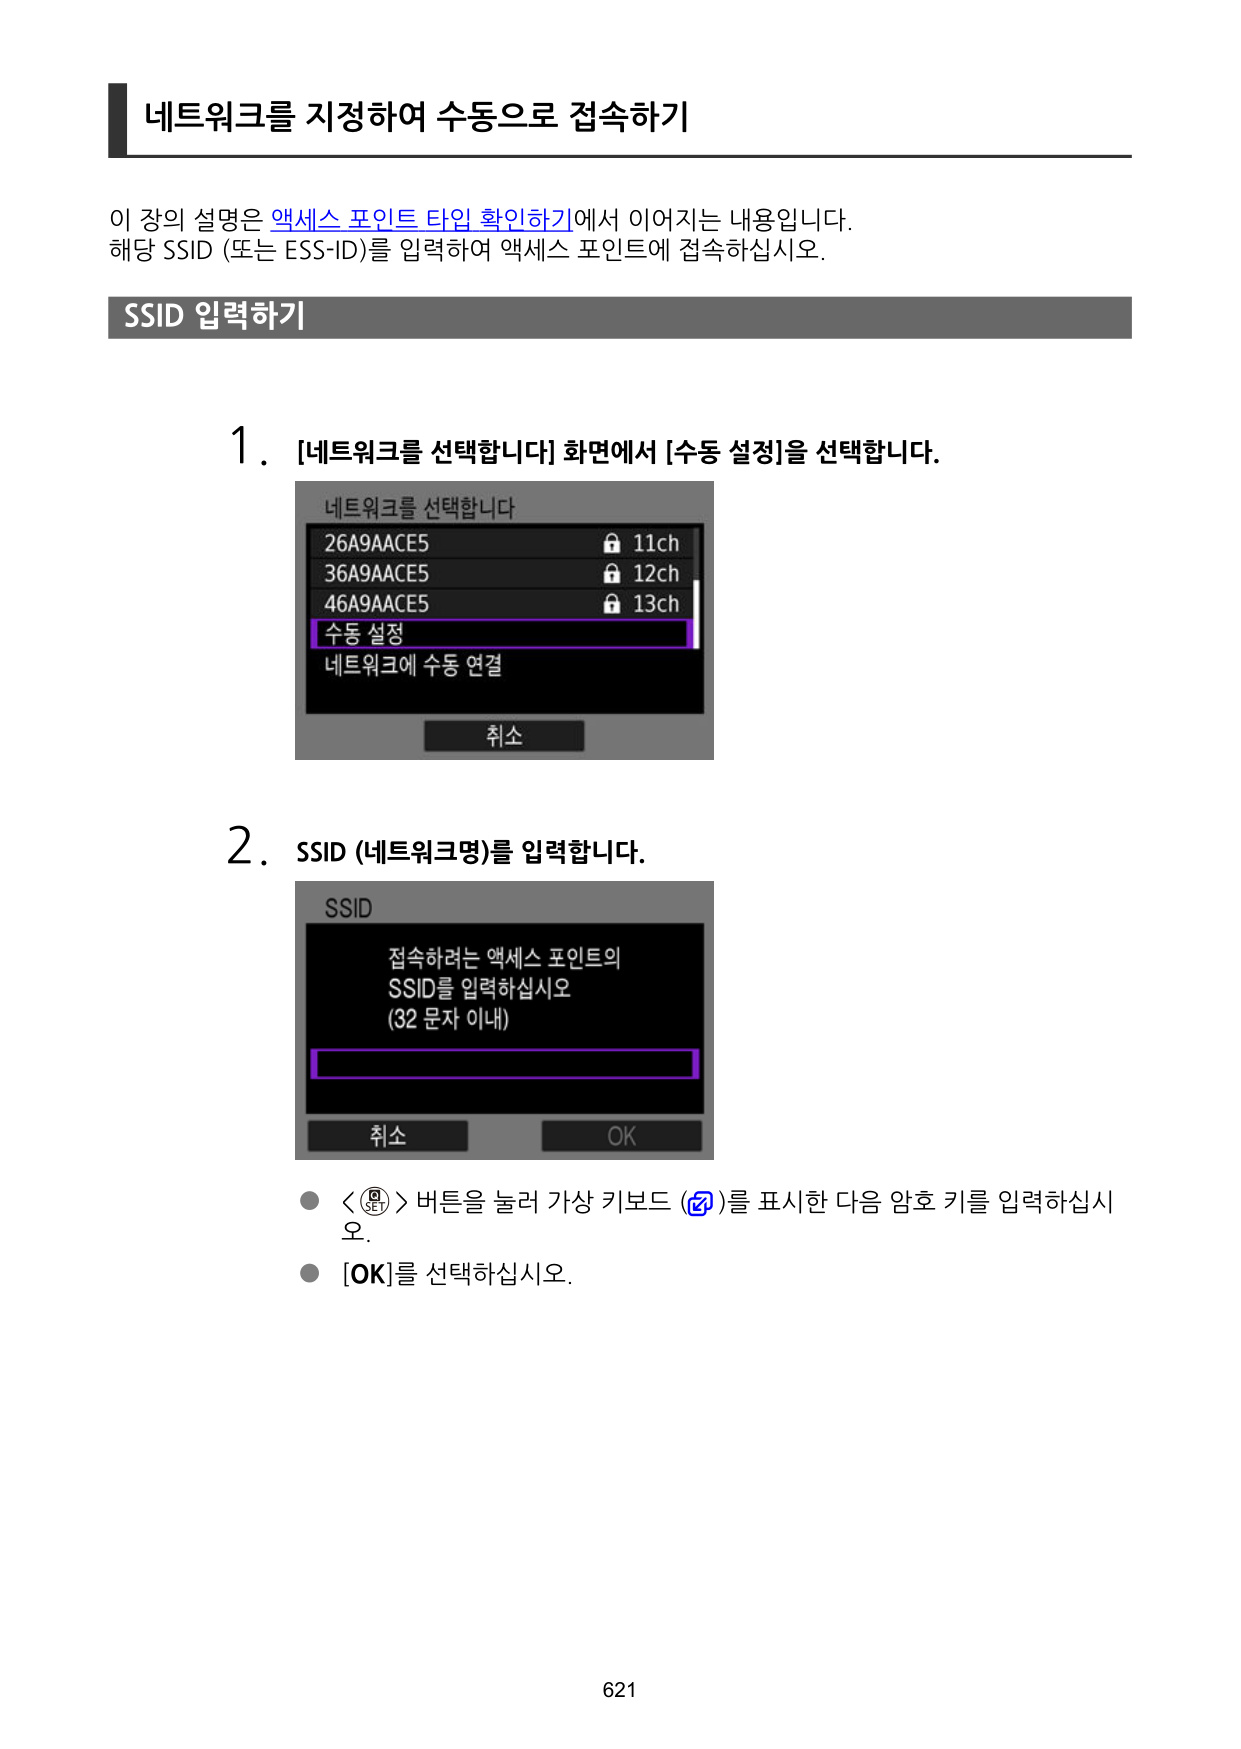 네트워크를 지정하여 수동으로 접속하기
이 장의 설명은 액세스 포인트 타입 확인하기에서 이어지는 내용입니다.
해당 SSID (또는 ESS-ID)를 입력하여 액세스 포인트에 접속하십시오.
SSID 입력하기
1. [네트워크를 선택합니다] 화면에서 [수동 설정]을 선택합니다.
네트워크를 선택합니다
26A9AACE5 11ch
36A9AACE5 12ch
46A9AACE5 13ch
수동 설정
네트워크에 수동 연결
취소
2. SSID (네트워크명)를 입력합니다.
SSID
접속하려는 액세스 포인트의
SSID를 입력하십시오
(32 문자 이내)
취소 OK
● < Q SET > 버튼을 눌러 가상 키보드 ( )를 표시한 다음 암호 키를 입력하십시
오.
● [OK]를 선택하십시오.
621